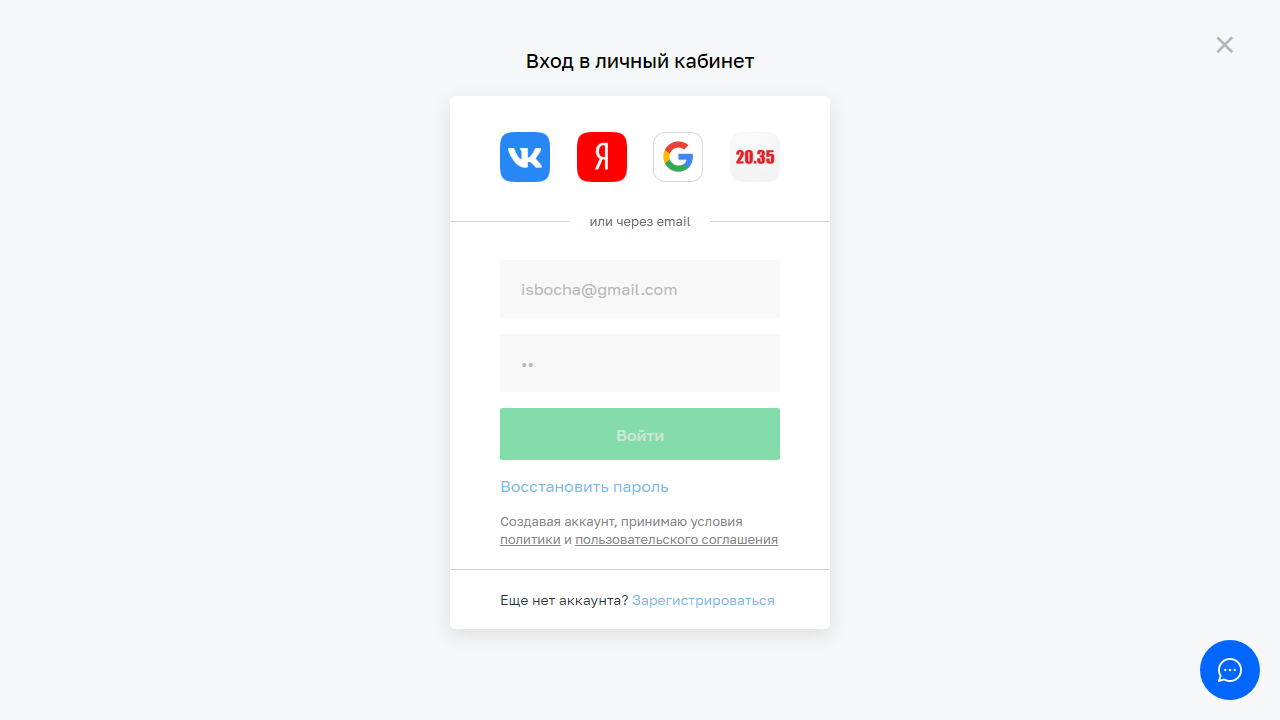 Вход в личный кабинет
20.35
или через email
isbocha@gmail.com
••
Войти
Восстановить пароль
Создавая аккаунт, принимаю условия
политики и пользовательского соглашения
Еще нет аккаунта? Зарегистрироваться